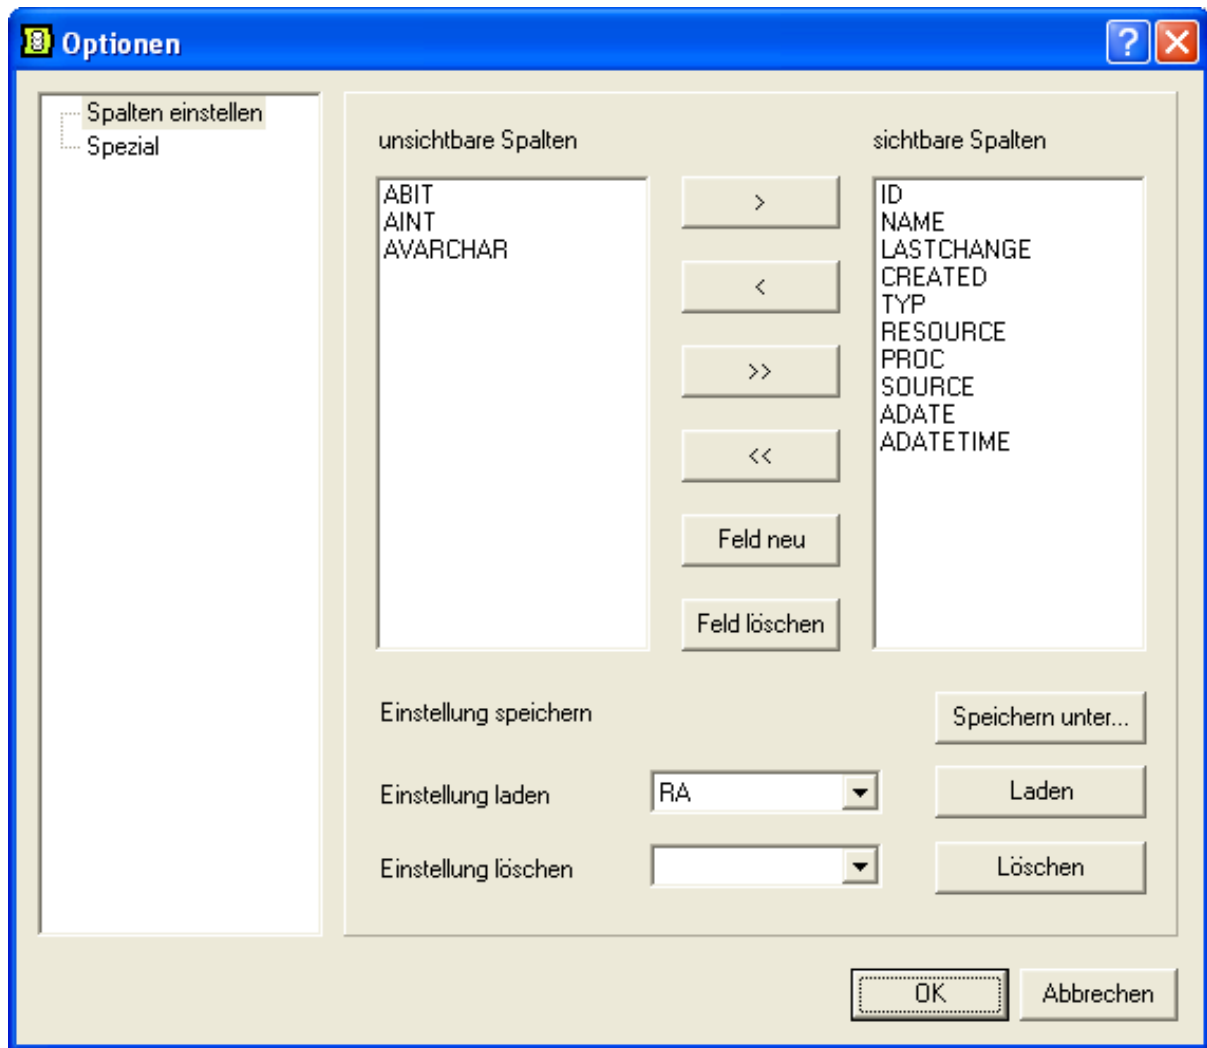 Optionen
Spalten einstellen
Spezial
unsichtbare Spalten
sichtbare Spalten
ABIT
AINT
AVARCHAR
>
<
>>
<<
Feld neu
Feld löschen
ID
NAME
LASTCHANGE
CREATED
TYP
RESOURCE
PROC
SOURCE
ADATE
ADATETIME
Einstellung speichern
Speichern unter...
Einstellung laden
RA
Laden
Einstellung löschen
Löschen
OK
Abbrechen